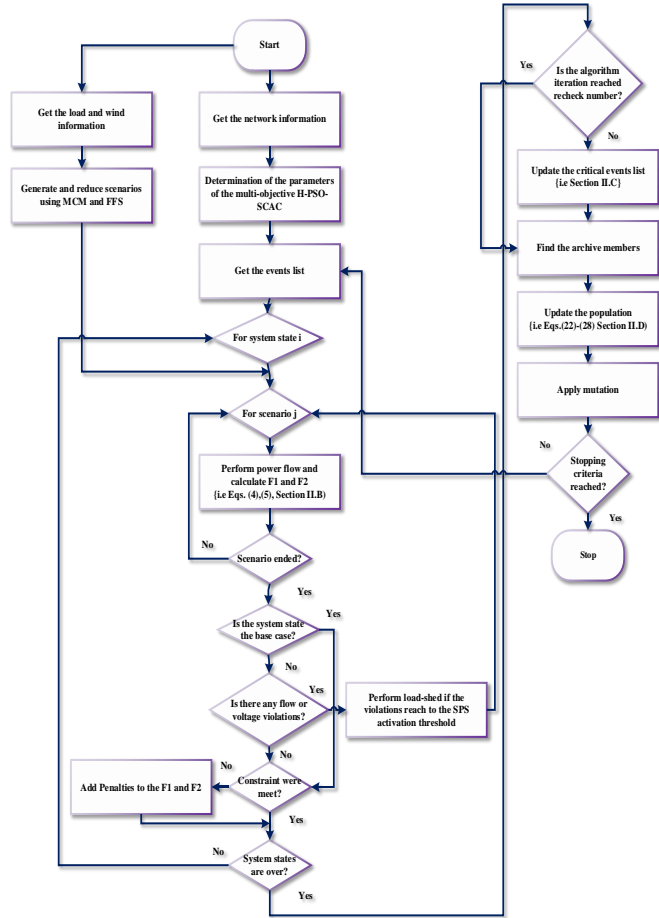 Start
Get the load and wind
information
Get the network information
Generate and reduce scenarios
using MCM and FFS
Determination of the parameters
of the multi-objective H-PSO-
SCAC
Get the events list
For system state i
For scenario j
Perform power flow and
calculate F1 and F2
{i.e Eqs. (4),(5), Section II.B}
No
Scenario ended?
Yes
Is the system state
the base case?
Yes
No
Is there any flow or
voltage violations?
Yes
Perform load-shed if the
violations reach to the SPS
activation threshold
No
Constraint were
meet?
No
Add Penalties to the F1 and F2
Yes
System states
are over?
No
Yes
Is the algorithm
iteration reached
recheck number?
Yes
No
Update the critical events list
{i.e Section II.C}
Find the archive members
Update the population
{i.e Eqs.(22)-(28) Section II.D}
Apply mutation
No
Stopping
criteria
reached?
Yes
Stop